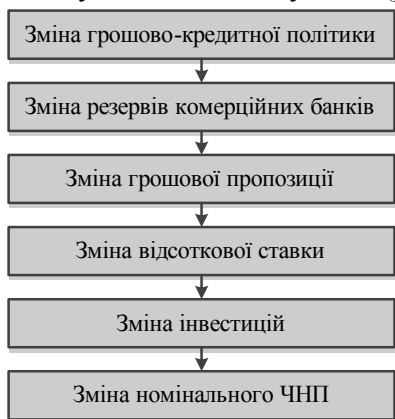 Зміна грошово-кредитної політики
Зміна резервів комерційних банків
Зміна грошової пропозиції
Зміна відсоткової ставки
Зміна інвестицій
Зміна номінального ЧНП